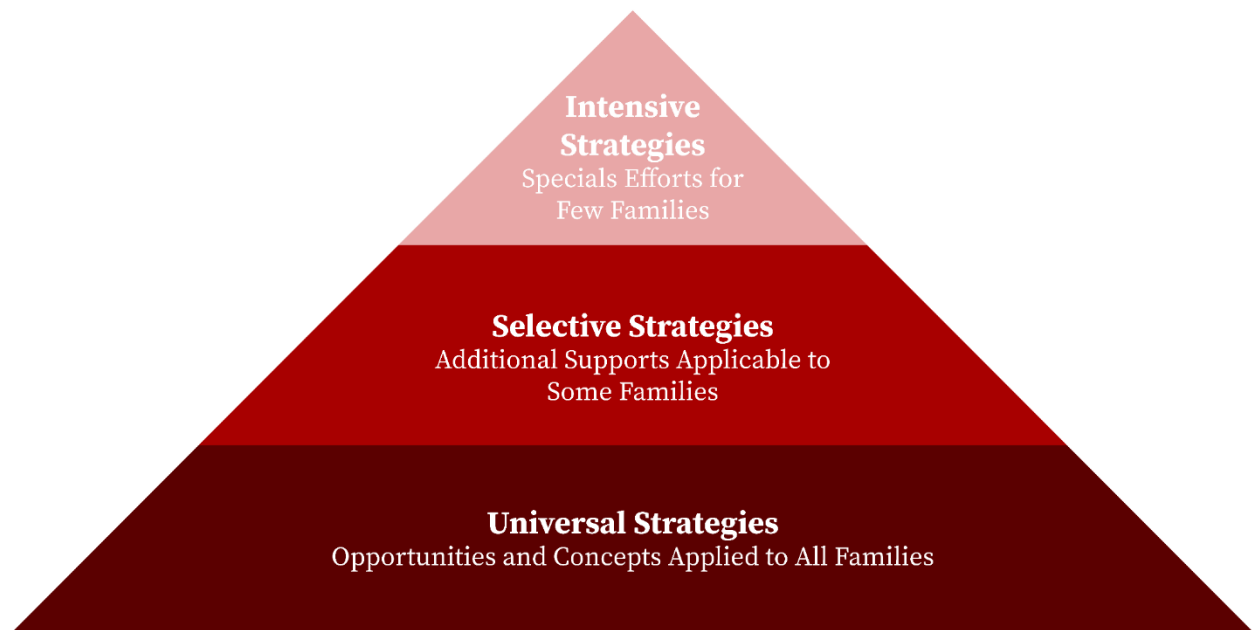 Intensive
Strategies
Specials Efforts for
Few Families
Selective Strategies
Additional Supports Applicable to
Some Families
Universal Strategies
Opportunities and Concepts Applied to All Families